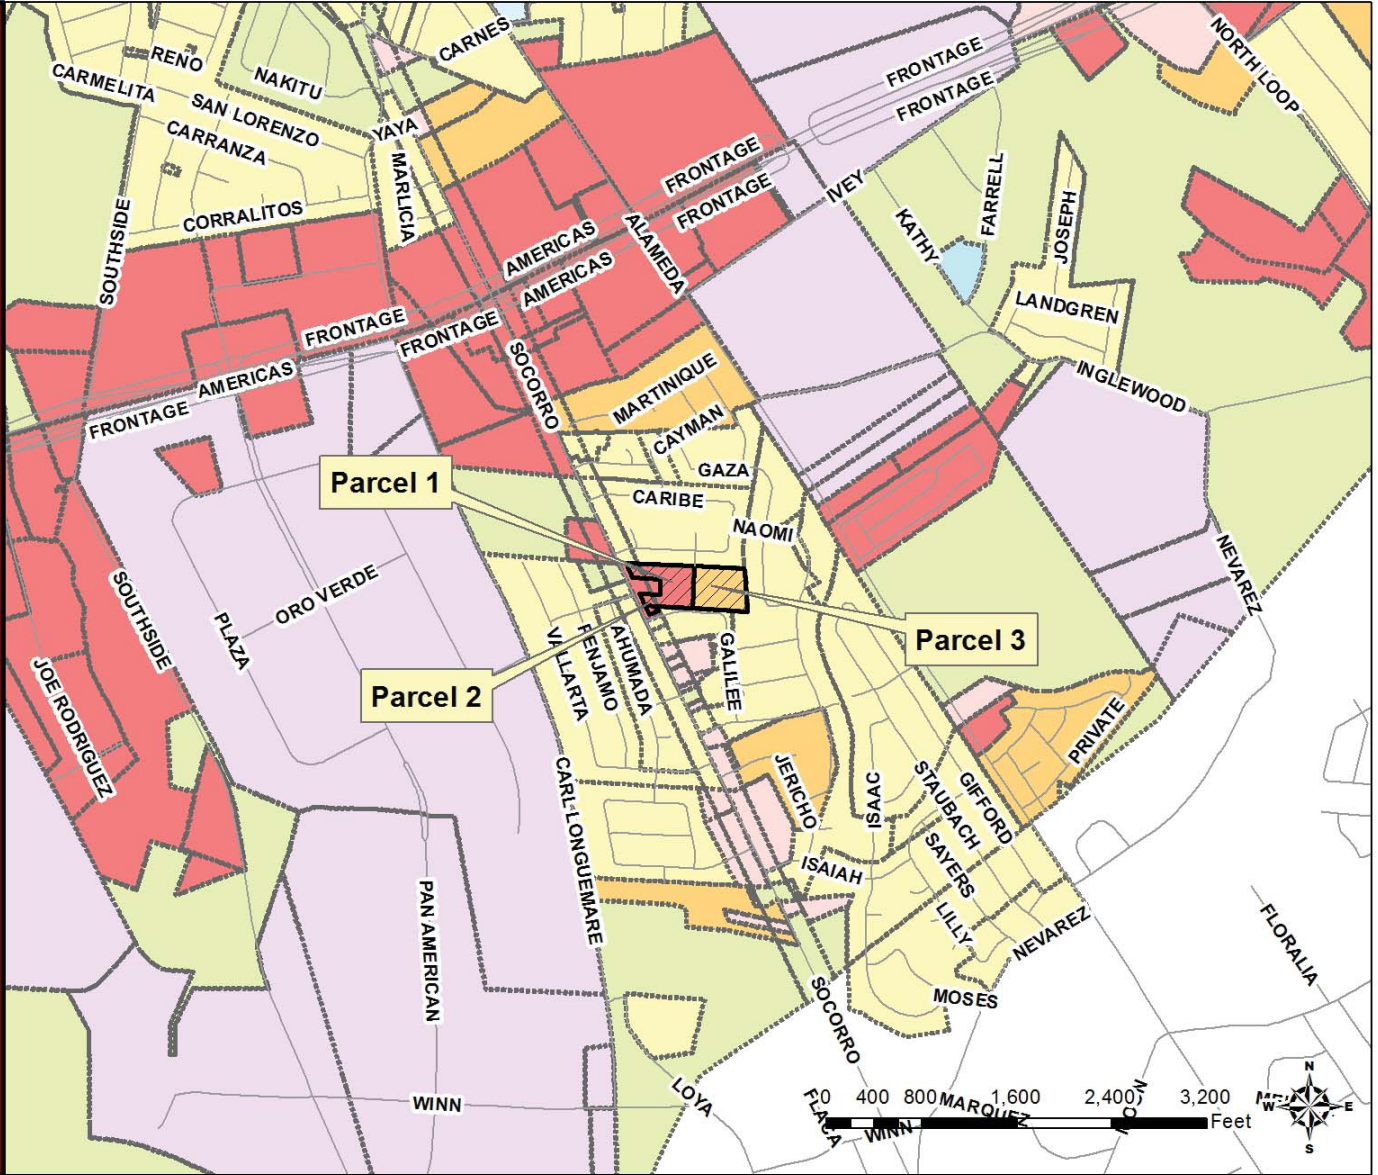 CARNES
NORTH LOOP
RENO
NAKITU
CARMELITA
SAN LORENZO
CARRANZA
YAYA
MARLICIA
FRONTAGE
FRONTAGE
FRONTAGE
FRONTAGE
IVEY
KATHY
FARRELL
JOSEPH
SOUTHSIDE
CORRALITOS
AMERICAS
AMERICAS
ALAMEDA
LANDGREN
FRONTAGE
FRONTAGE
SOCORRO
MARTINIQUE
INGLEWOOD
AMERICAS
FRONTAGE
CAYMAN
GAZA
CARIBE
NAOMI
Parcel 1
NEVAREZ
SOUTHSIDE
PLAZA
ORO VERDE
Parcel 3
Parcel 2
VALLARTA
PENJAMO
AHUMADA
GALILEE
JOE RODRIGUEZ
PRIVATE
CARL LONGUEMARE
JERICHO
ISAAC
STAUBACH
GIFFORD
ISAIAH
SAYERS
LILLY
NEVAREZ
PAN AMERICAN
FLORALIA
SOCORRO
MOSES
LOYA
WINN
FLACA
WINN
MARQUEZ
0 400 800 1,600 2,400 3,200
Feet
N
W E
S